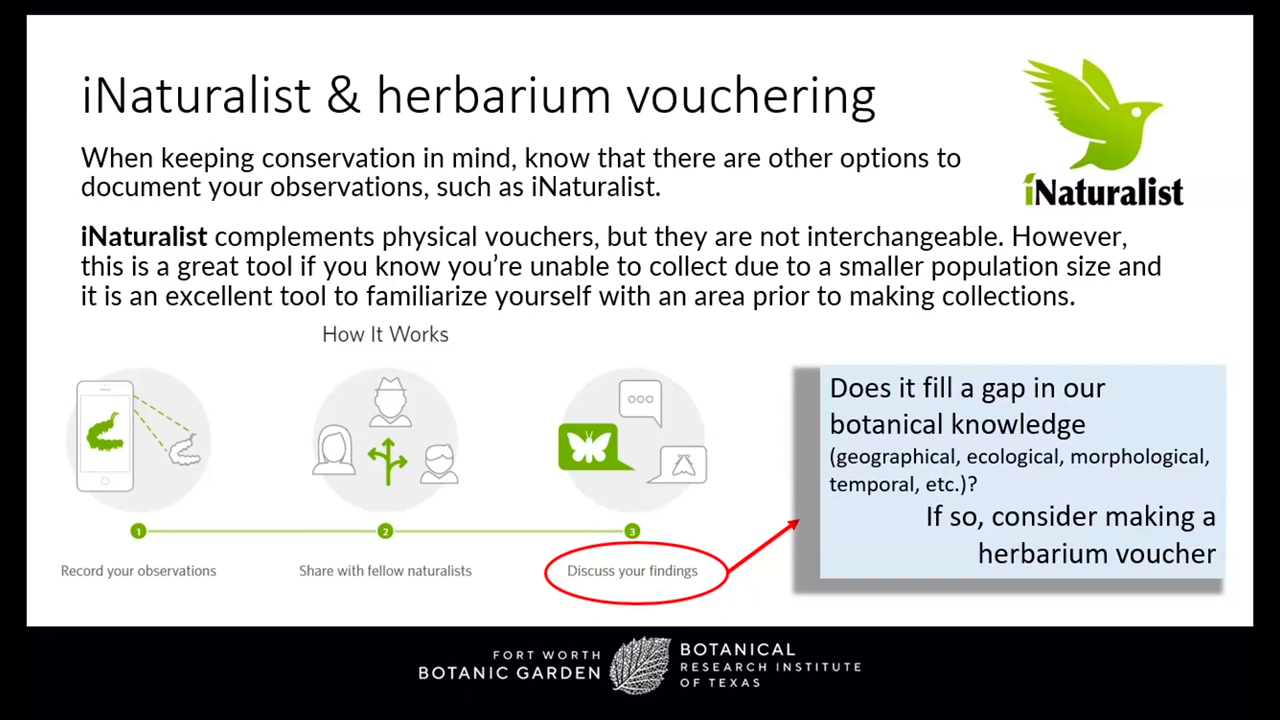 iNaturalist & herbarium vouchering
When keeping conservation in mind, know that there are other options to
document your observations, such as iNaturalist.
iNaturalist
iNaturalist complements physical vouchers, but they are not interchangeable. However,
this is a great tool if you know you’re unable to collect due to a smaller population size and
it is an excellent tool to familiarize yourself with an area prior to making collections.
How It Works
1
2
3
Record your observations
Share with fellow naturalists
Discuss your findings
Does it fill a gap in our
botanical knowledge
(geographical, ecological, morphological,
temporal, etc.)?
If so, consider making a
herbarium voucher
FORT WORTH
BOTANIC GARDEN
BOTANICAL
RESEARCH INSTITUTE
OF TEXAS